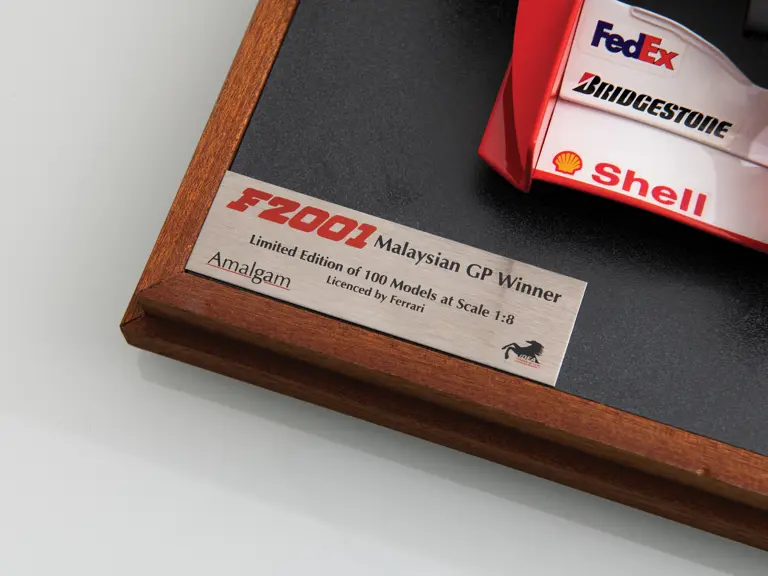 FedEx
BRIDGESTONE
Shell
F2001 Malaysian GP Winner
Limited Edition of 100 Models at Scale 1:8
Amalgam
Licenced by Ferrari